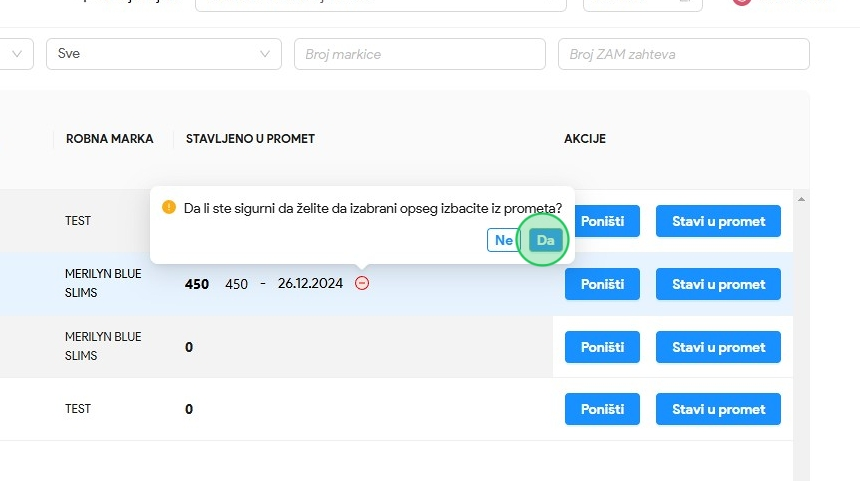 Sve
Broj markice
Broj ZAM zahteva
ROBNA MARKA
STAVLJENO U PROMET
AKCIJE
Da li ste sigurni da želite da izabrani opseg izbacite iz prometa?
Ne
Da
TEST
Poništi
Stavi u promet
MERILYN BLUE
SLIMS
450 450 - 26.12.2024
Poništi
Stavi u promet
MERILYN BLUE
SLIMS
0
Poništi
Stavi u promet
TEST
0
Poništi
Stavi u promet